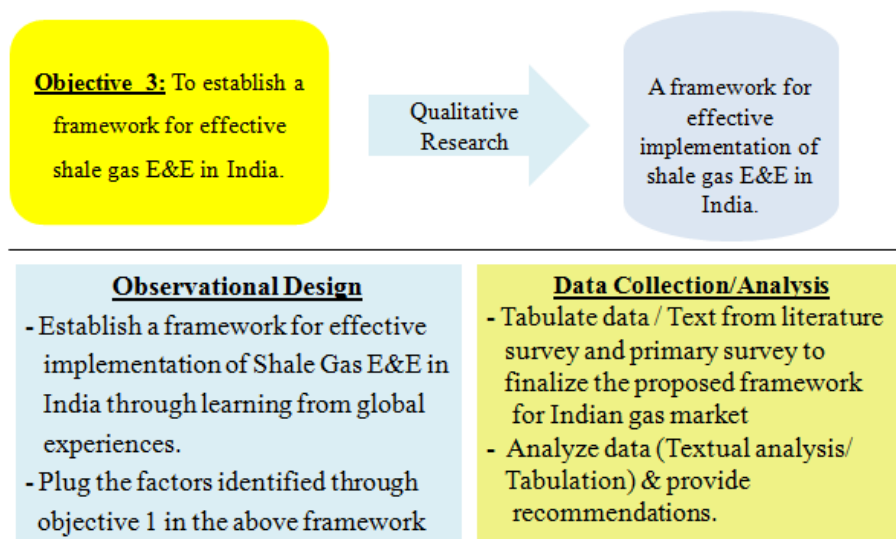 Objective 3: To establish a
framework for effective
shale gas E&E in India.
Qualitative
Research
A framework for
effective
implementation of
shale gas E&E in
India.
Observational Design
- Establish a framework for effective
implementation of Shale Gas E&E in
India through learning from global
experiences.
- Plug the factors identified through
objective 1 in the above framework
Data Collection/Analysis
- Tabulate data / Text from literature
survey and primary survey to
finalize the proposed framework
for Indian gas market
- Analyze data (Textual analysis/
Tabulation) & provide
recommendations.